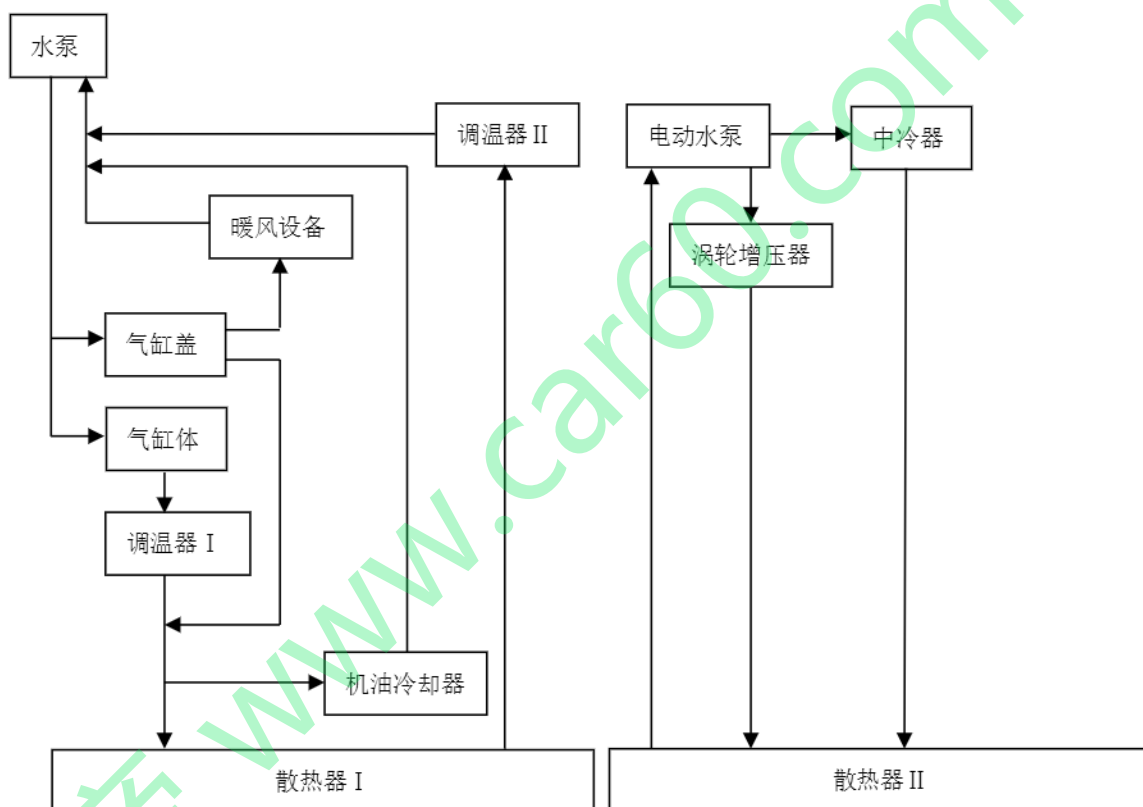 水泵
调温器 II
电动水泵
中冷器
暖风设备
涡轮增压器
气缸盖
气缸体
调温器 I
机油冷却器
散热器 I
散热器 II
www.car60.com